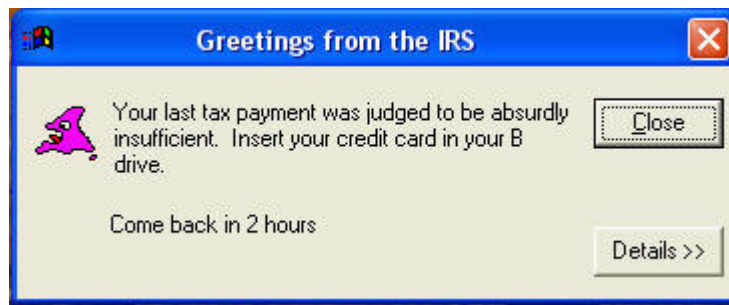 Greetings from the IRS
Your last tax payment was judged to be absurdly
insufficient.  Insert your credit card in your B
drive.
Close
Come back in 2 hours
Details >>